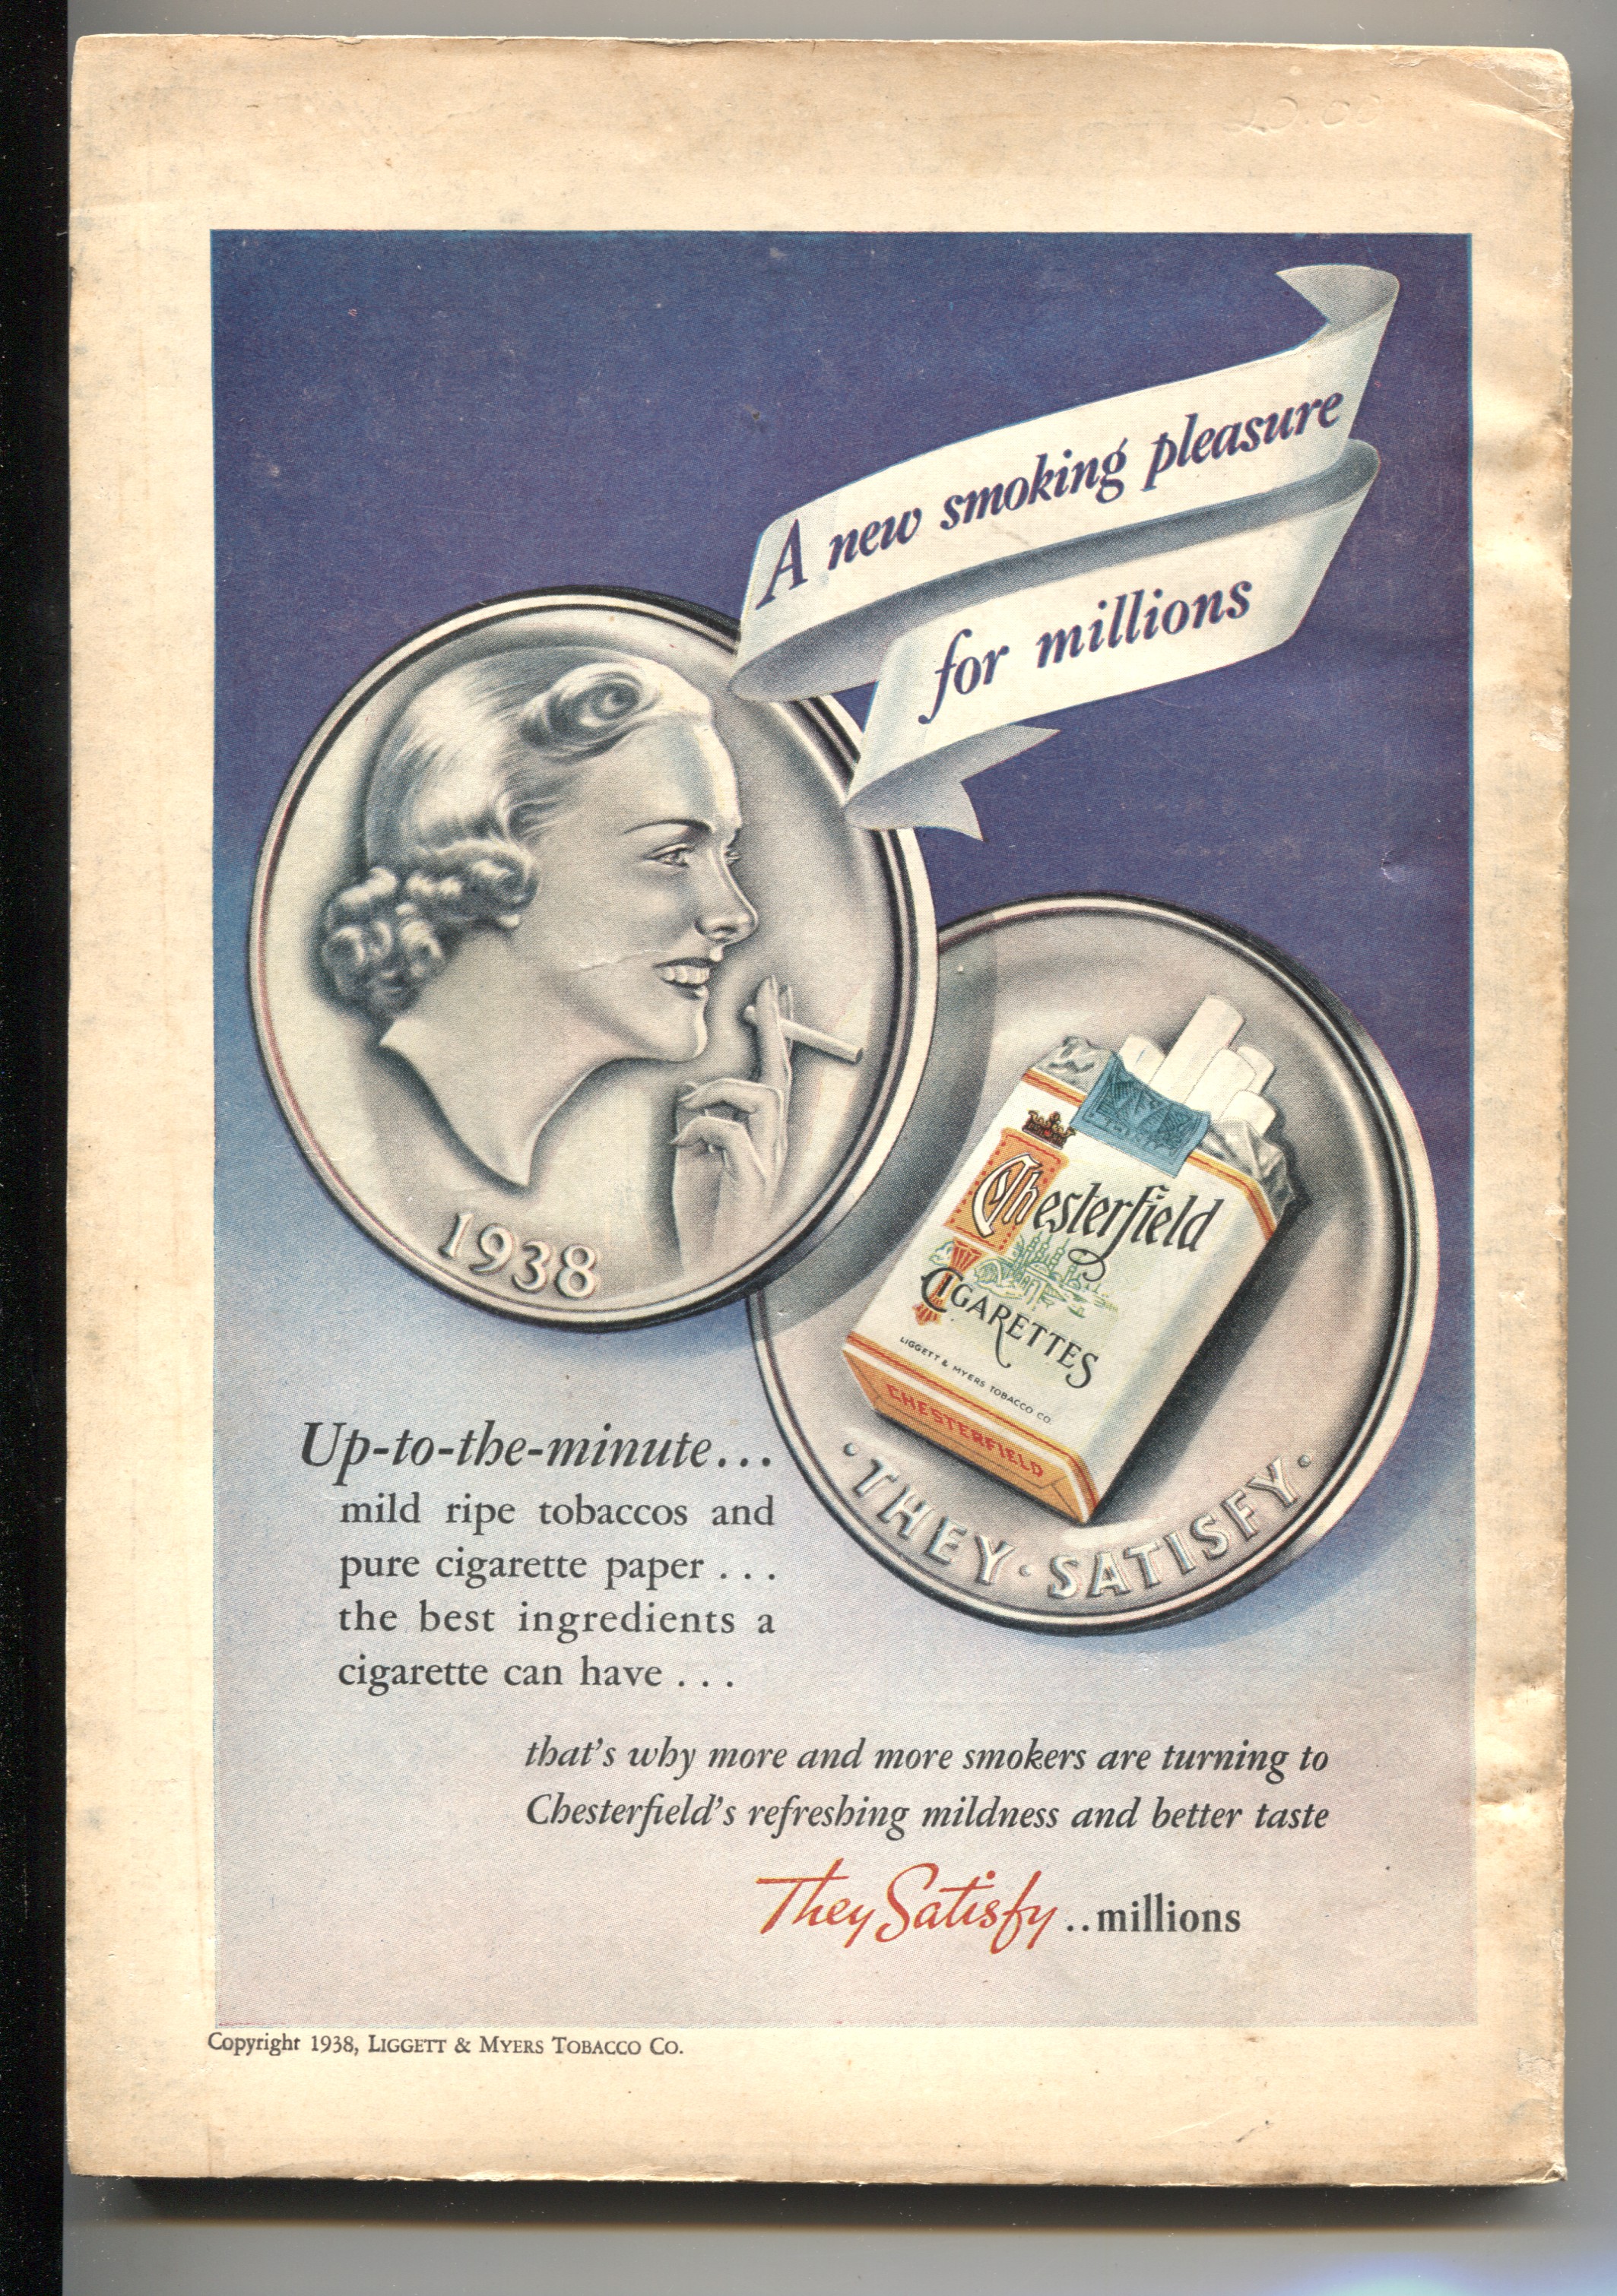 A new smoking pleasure
for millions
1938
Chesterfield
CIGARETTES
LIGGETT & MYERS TOBACCO CO.
CHESTERFIELD
·THEY·SATISFY·
Up-to-the-minute...
mild ripe tobaccos and
pure cigarette paper . . .
the best ingredients a
cigarette can have . . .
that's why more and more smokers are turning to
Chesterfield's refreshing mildness and better taste
They Satisfy ..millions
Copyright 1938, LIGGETT & MYERS TOBACCO CO.